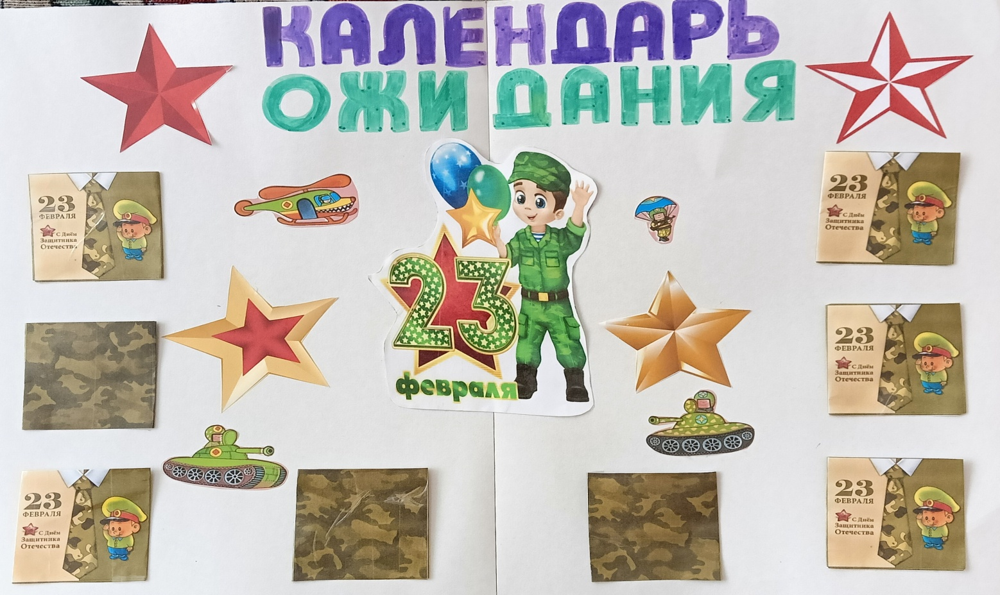 КАЛЕНДАРЬ
ОЖИДАНИЯ
23
ФЕВРАЛЯ
С Днём
Защитника
Отечества
23
февраля
23
ФЕВРАЛЯ
С Днём
Защитника
Отечества
23
ФЕВРАЛЯ
С Днём
Защитника
Отечества
23
ФЕВРАЛЯ
С Днём
Защитника
Отечества
23
ФЕВРАЛЯ
С Днём
Защитника
Отечества